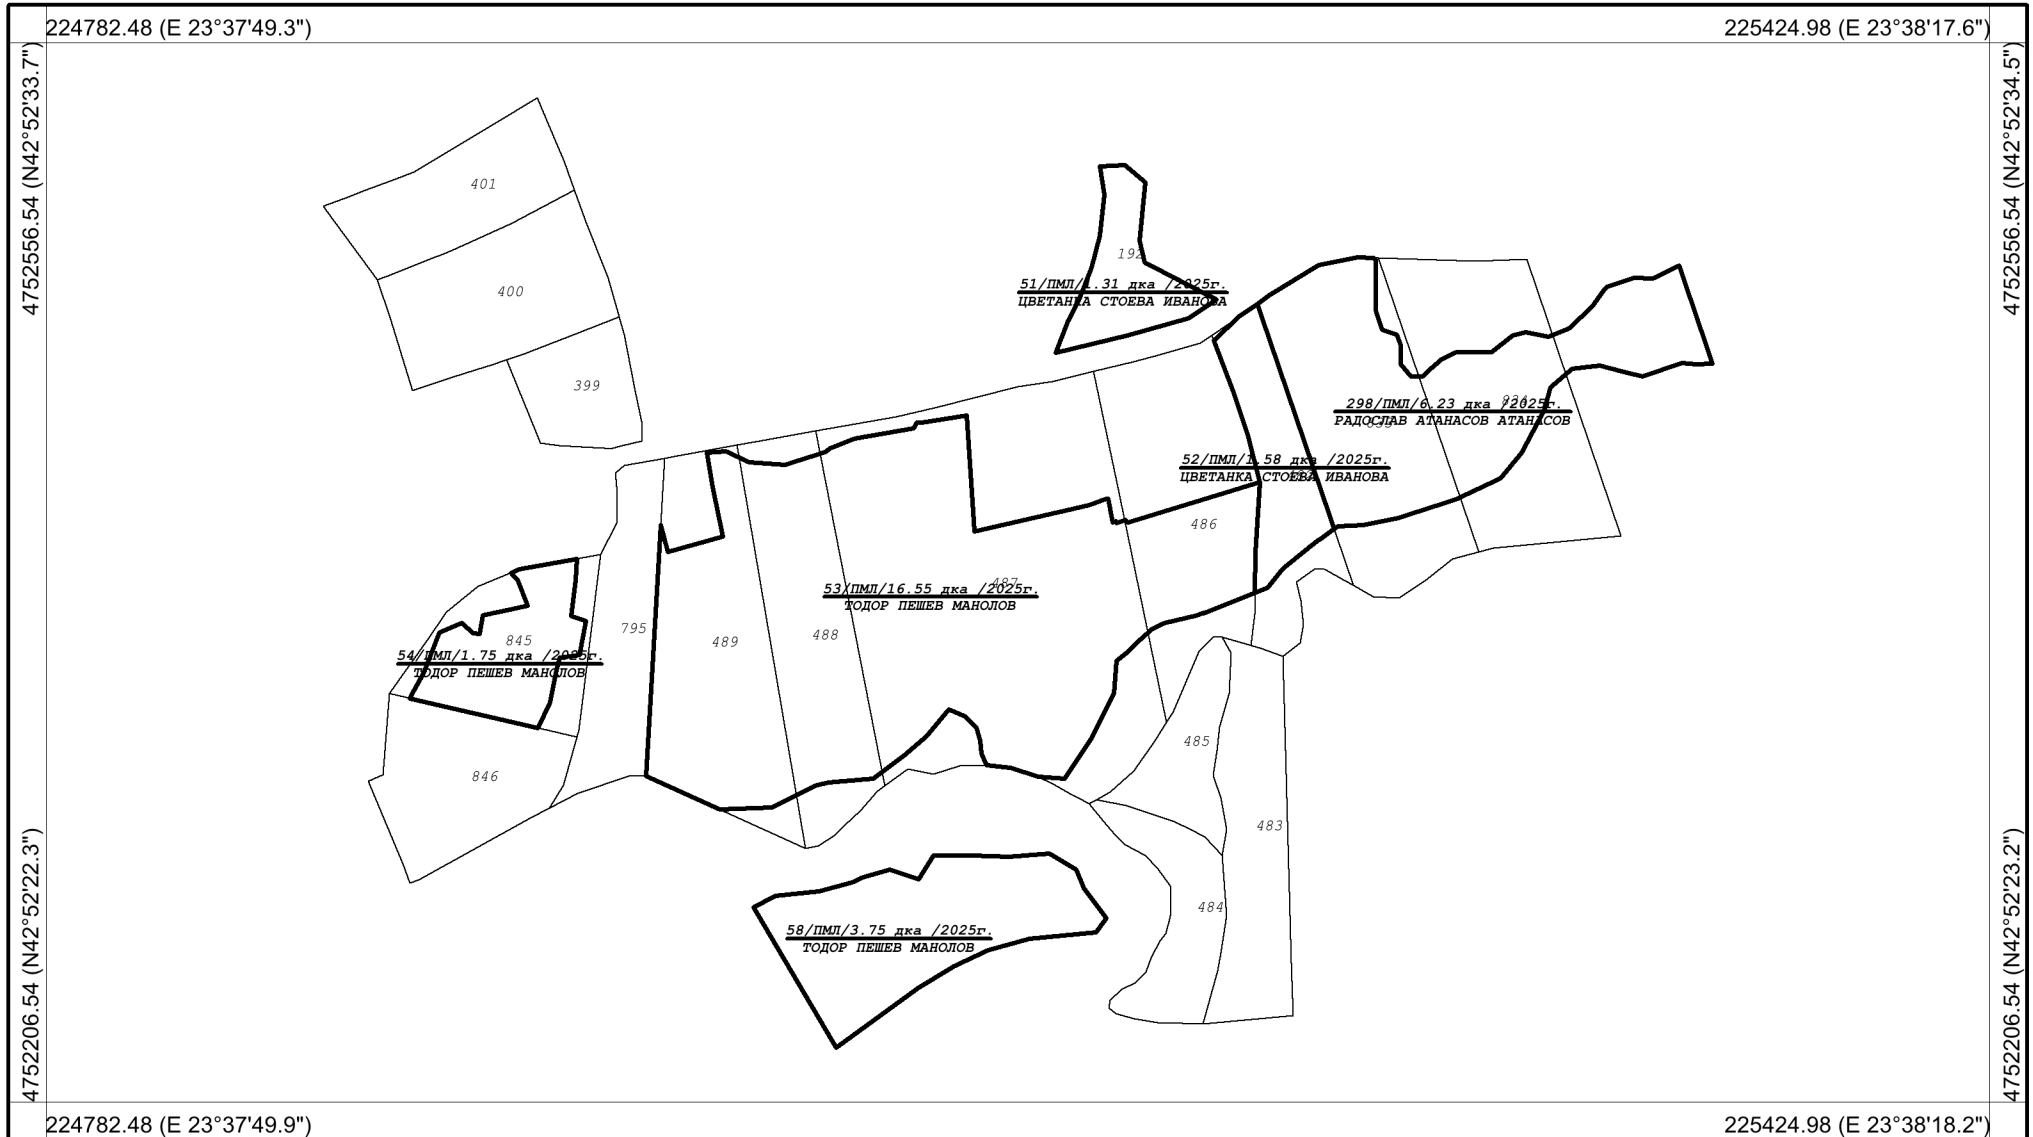 224782.48 (E 23°37'49.3")
225424.98 (E 23°38'17.6")
4752556.54 (N42°52'33.7")
4752556.54 (N42°52'34.5")
401
192
51/ПМЛ/1.31 дка /2025г.
ЦВЕТАНКА СТОЕВА ИВАНОВА
400
399
298/ПМЛ/6.23 дка /2025г.
РАДОСЛАВ АТАНАСОВ АТАНАСОВ
52/ПМЛ/1.58 дка /2025г.
ЦВЕТАНКА СТОЕВА ИВАНОВА
486
487
53/ПМЛ/16.55 дка /2025г.
ТОДОР ПЕШЕВ МАНОЛОВ
795
489
488
845
54/ПМЛ/1.75 дка /2025г.
ТОДОР ПЕШЕВ МАНОЛОВ
485
846
483
484
58/ПМЛ/3.75 дка /2025г.
ТОДОР ПЕШЕВ МАНОЛОВ
4752206.54 (N42°52'22.3")
4752206.54 (N42°52'23.2")
224782.48 (E 23°37'49.9")
225424.98 (E 23°38'18.2")